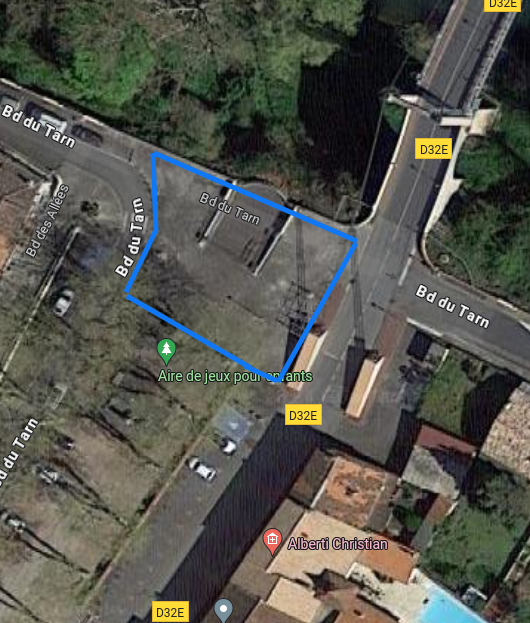 D32E
Bd du Tarn
D32E
Bd du Tarn
Bd des Allées
Bd du Tarn
Bd du Tarn
Aire de jeux pour enfants
D32E
du Tarn
Alberti Christian
D32E